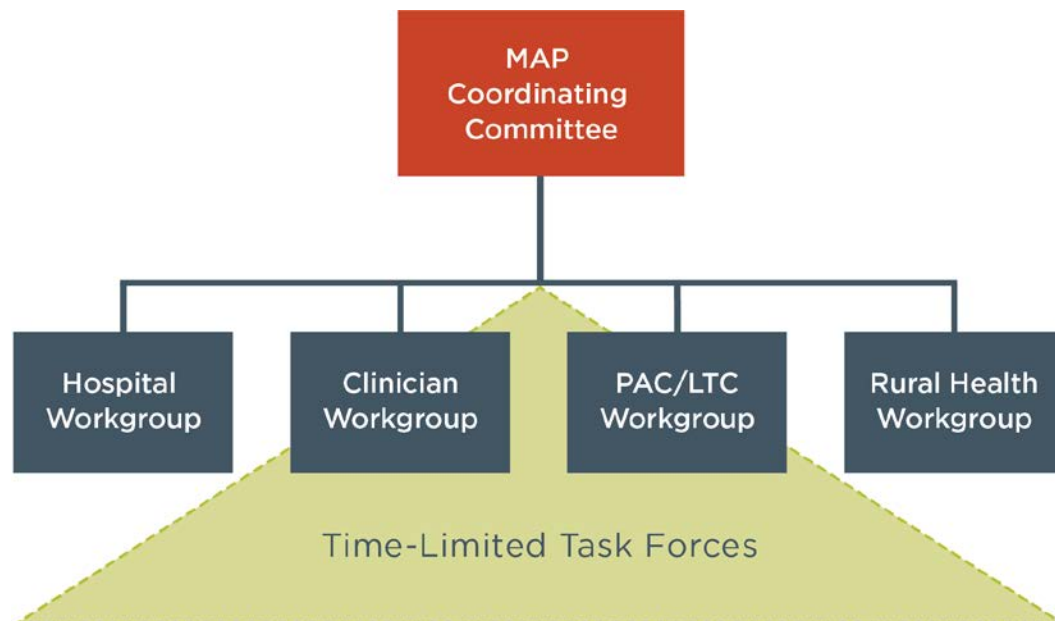 MAP
Coordinating
Committee
Hospital
Workgroup
Clinician
Workgroup
PAC/LTC
Workgroup
Rural Health
Workgroup
Time-Limited Task Forces